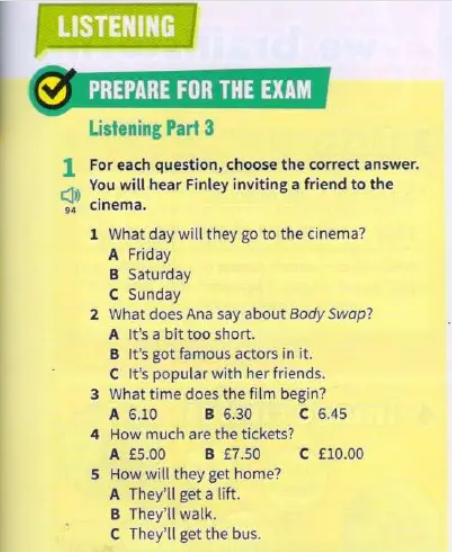 LISTENING
PREPARE FOR THE EXAM
Listening Part 3
1 For each question, choose the correct answer.
You will hear Finley inviting a friend to the
94 cinema.
1 What day will they go to the cinema?
A Friday
B Saturday
C Sunday
2 What does Ana say about Body Swap?
A It's a bit too short.
B It's got famous actors in it.
C It's popular with her friends.
3 What time does the film begin?
A 6.10 B 6.30 C 6.45
4 How much are the tickets?
A £5.00 B £7.50 C £10.00
5 How will they get home?
A They'll get a lift.
B They'll walk.
C They'll get the bus.